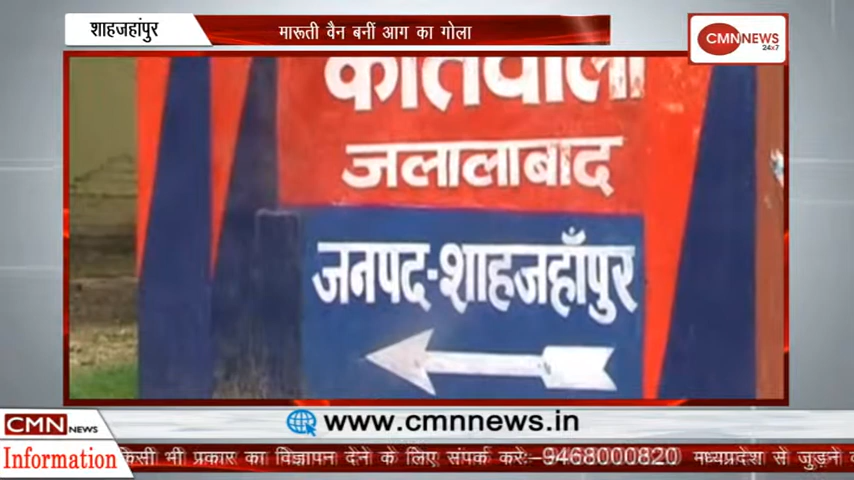 शाहजहांपुर
मारूती वैन बनीं आग का गोला
CMN NEWS
24x7
कोतवाली
जलालाबाद
जनपद-शाहजहाँपुर
CMN NEWS
www.cmnnews.in
Information
किसी भी प्रकार का विज्ञापन देने के लिए संपर्क करें:–9468000820 मध्यप्रदेश से जुड़ने